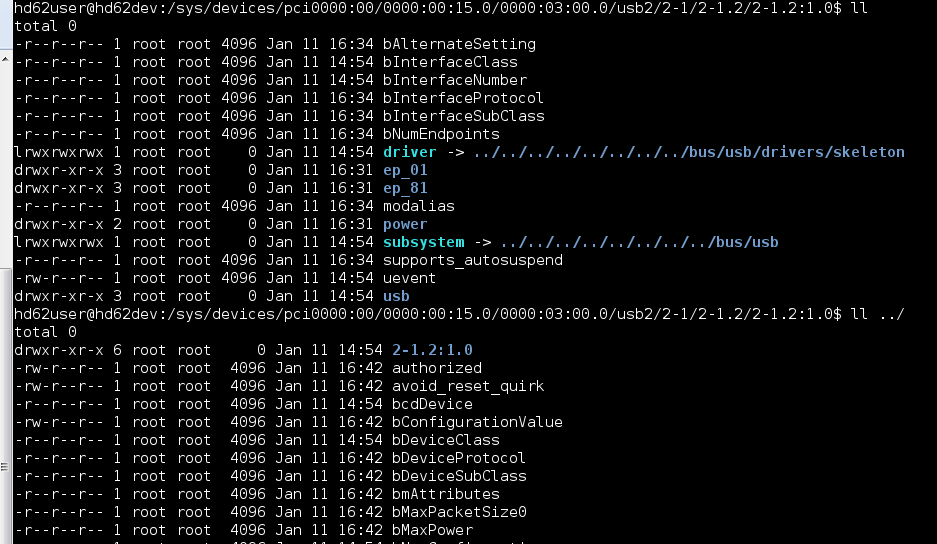 hd62user@hd62dev:/sys/devices/pci0000:00/0000:00:15.0/0000:03:00.0/usb2/2-1/2-1.2/2-1.2:1.0$ ll
total 0
-r--r--r-- 1 root root 4096 Jan 11 16:34 bAlternateSetting
-r--r--r-- 1 root root 4096 Jan 11 14:54 bInterfaceClass
-r--r--r-- 1 root root 4096 Jan 11 14:54 bInterfaceNumber
-r--r--r-- 1 root root 4096 Jan 11 16:34 bInterfaceProtocol
-r--r--r-- 1 root root 4096 Jan 11 16:34 bInterfaceSubClass
-r--r--r-- 1 root root 4096 Jan 11 16:34 bNumEndpoints
lrwxrwxrwx 1 root root    0 Jan 11 14:54 driver -> ../../../../../../../../bus/usb/drivers/skeleton
drwxr-xr-x 3 root root    0 Jan 11 16:31 ep_01
drwxr-xr-x 3 root root    0 Jan 11 16:31 ep_81
-r--r--r-- 1 root root 4096 Jan 11 16:34 modalias
drwxr-xr-x 2 root root    0 Jan 11 16:31 power
lrwxrwxrwx 1 root root    0 Jan 11 14:54 subsystem -> ../../../../../../../../bus/usb
-r--r--r-- 1 root root 4096 Jan 11 16:34 supports_autosuspend
-rw-r--r-- 1 root root 4096 Jan 11 14:54 uevent
drwxr-xr-x 3 root root    0 Jan 11 14:54 usb
hd62user@hd62dev:/sys/devices/pci0000:00/0000:00:15.0/0000:03:00.0/usb2/2-1/2-1.2/2-1.2:1.0$ ll ../
total 0
drwxr-xr-x 6 root root     0 Jan 11 14:54 2-1.2:1.0
-rw-r--r-- 1 root root  4096 Jan 11 16:42 authorized
-rw-r--r-- 1 root root  4096 Jan 11 16:42 avoid_reset_quirk
-r--r--r-- 1 root root  4096 Jan 11 14:54 bcdDevice
-rw-r--r-- 1 root root  4096 Jan 11 16:42 bConfigurationValue
-r--r--r-- 1 root root  4096 Jan 11 14:54 bDeviceClass
-r--r--r-- 1 root root  4096 Jan 11 16:42 bDeviceProtocol
-r--r--r-- 1 root root  4096 Jan 11 16:42 bDeviceSubClass
-r--r--r-- 1 root root  4096 Jan 11 16:42 bmAttributes
-r--r--r-- 1 root root  4096 Jan 11 16:42 bMaxPacketSize0
-r--r--r-- 1 root root  4096 Jan 11 16:42 bMaxPower